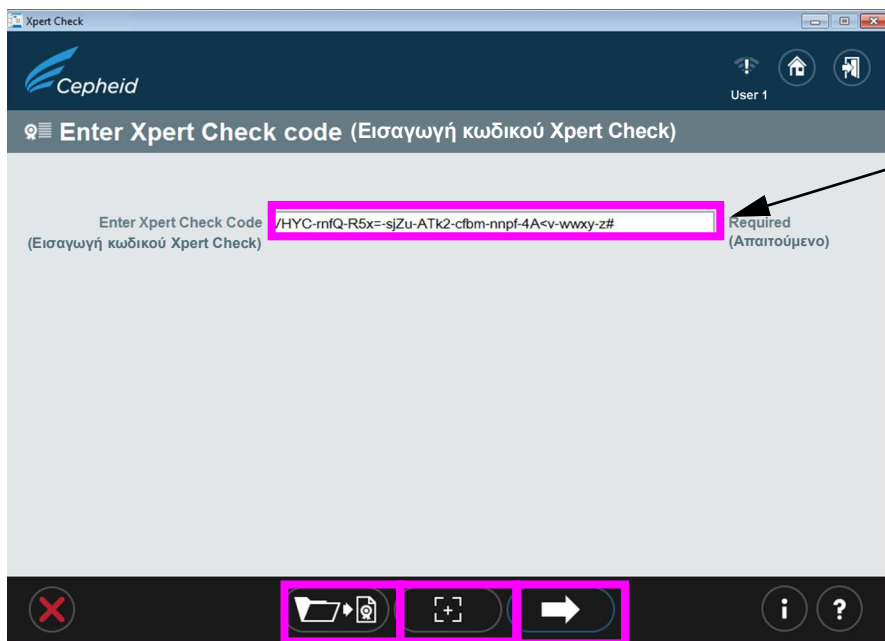 Xpert Check
Cepheid
User 1
Enter Xpert Check code (Εισαγωγή κωδικού Xpert Check)
Enter Xpert Check Code /HYC-rnfQ-R5x=-sjZu-ATk2-cfbm-nnpf-4A<v-wwxy-z# Required
(Εισαγωγή κωδικού Xpert Check) (Απαιτούμενο)